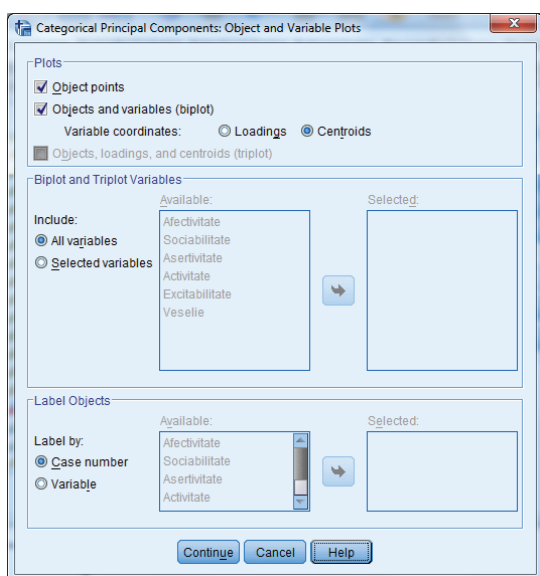 Categorical Principal Components: Object and Variable Plots
Plots
Object points
Objects and variables (biplot)
Variable coordinates: Loadings Centroids
Objects, loadings, and centroids (triplot)
Biplot and Triplot Variables
Available: Selected:
Include:
All variables
Selected variables
Afectivitate
Sociabilitate
Asertivitate
Activitate
Excitabilitate
Veselie
Label Objects
Available: Selected:
Label by:
Case number
Variable
Afectivitate
Sociabilitate
Asertivitate
Activitate
Continue Cancel Help